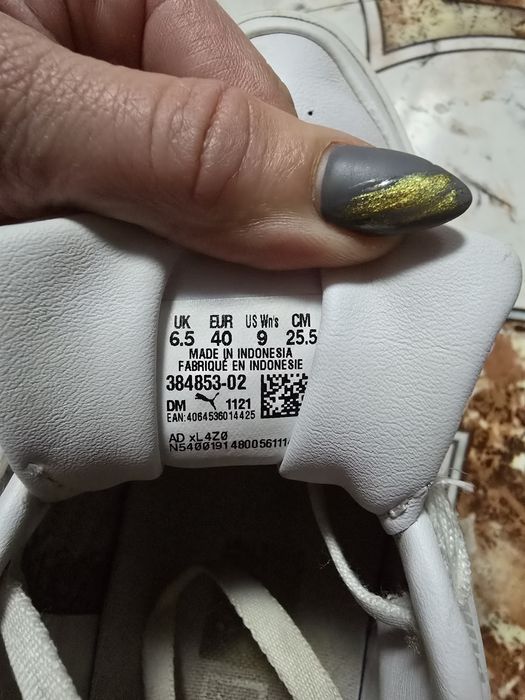 UK EUR US Wn's CM
6.5 40 9 25.5
MADE IN INDONESIA
FABRIQUÉ EN INDONESIE
384853-02
DM 1121
EAN:4064536014425
AD xL4Z0
N5400191480056111